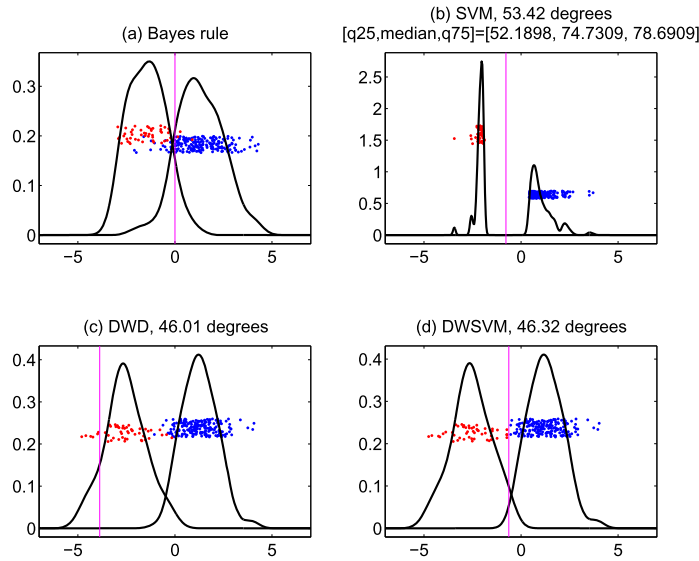 (a) Bayes rule
0.3
0.2
0.1
0
−5 0 5
(b) SVM, 53.42 degrees
[q25,median,q75]=[52.1898, 74.7309, 78.6909]
2.5
2
1.5
1
0.5
0
−5 0 5
(c) DWD, 46.01 degrees
0.4
0.3
0.2
0.1
0
−5 0 5
(d) DWSVM, 46.32 degrees
0.4
0.3
0.2
0.1
0
−5 0 5